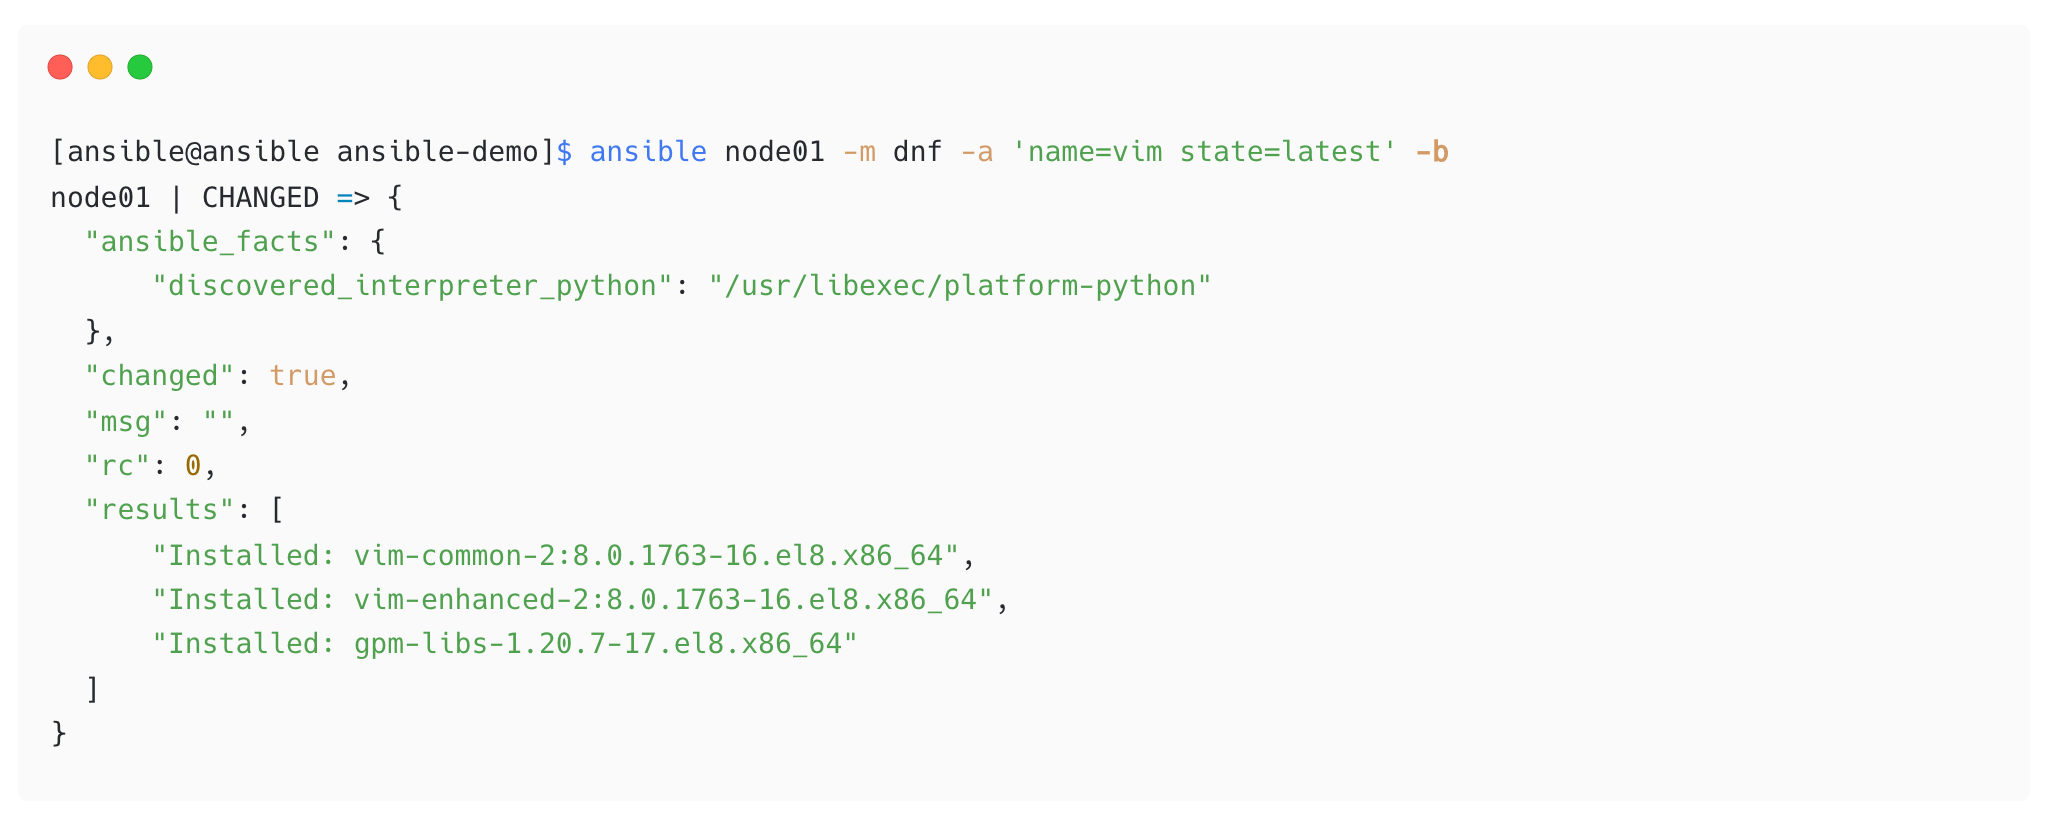 [ansible@ansible ansible-demo]$ ansible node01 -m dnf -a 'name=vim state=latest' -b
node01 | CHANGED => {
  "ansible_facts": {
      "discovered_interpreter_python": "/usr/libexec/platform-python"
  },
  "changed": true,
  "msg": "",
  "rc": 0,
  "results": [
      "Installed: vim-common-2:8.0.1763-16.el8.x86_64",
      "Installed: vim-enhanced-2:8.0.1763-16.el8.x86_64",
      "Installed: gpm-libs-1.20.7-17.el8.x86_64"
  ]
}